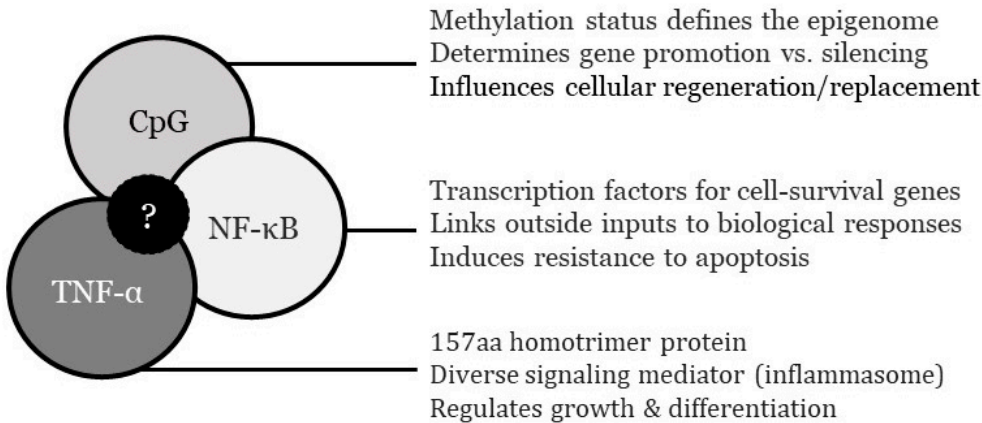 Methylation status defines the epigenome
Determines gene promotion vs. silencing
Influences cellular regeneration/replacement
CpG
?
NF-κB
Transcription factors for cell-survival genes
Links outside inputs to biological responses
Induces resistance to apoptosis
TNF-α
157aa homotrimer protein
Diverse signaling mediator (inflammasome)
Regulates growth & differentiation